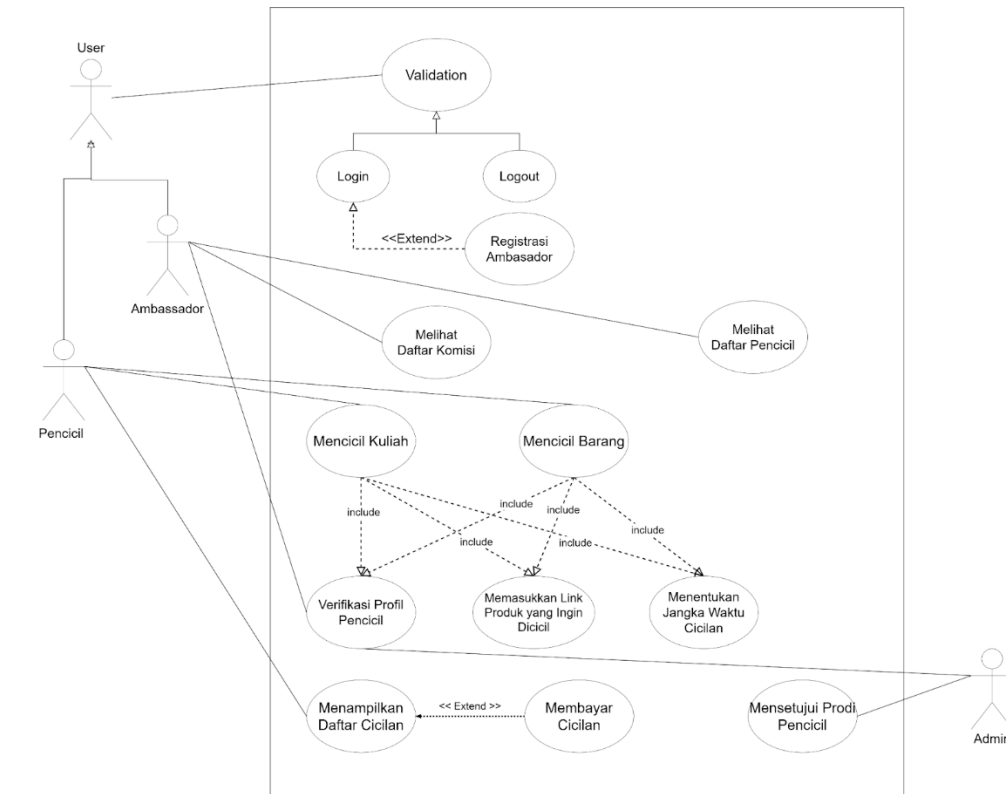 User
Validation
Login
Logout
<<Extend>>
Registrasi
Ambasador
Ambassador
Melihat
Daftar Komisi
Melihat
Daftar Pencicil
Pencicil
Mencicil Kuliah
Mencicil Barang
include
include
include
include
include
include
Verifikasi Profil
Pencicil
Memasukkan Link
Produk yang Ingin
Dicicil
Menentukan
Jangka Waktu
Cicilan
Menampilkan
Daftar Cicilan
<< Extend >>
Membayar
Cicilan
Mensetujui Prodi
Pencicil
Admin